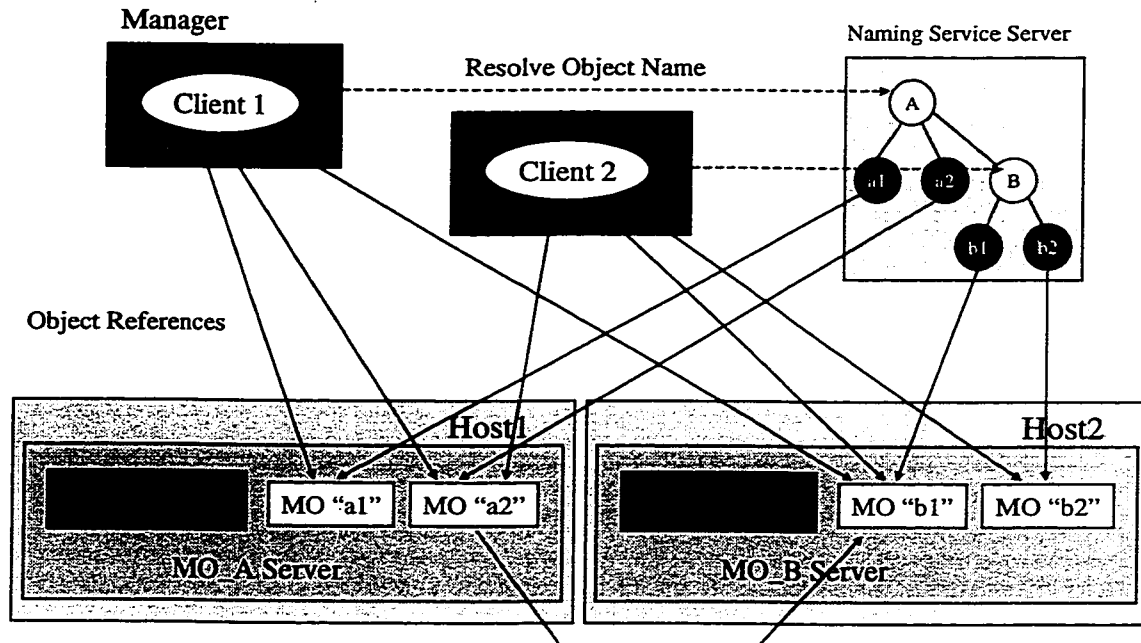 Manager
Naming Service Server
Resolve Object Name
Client 1
Client 2
A
a1
a2
B
b1
b2
Object References
Host1
Host2
MO “a1”
MO “a2”
MO “b1”
MO “b2”
MO_A Server
MO_B Server